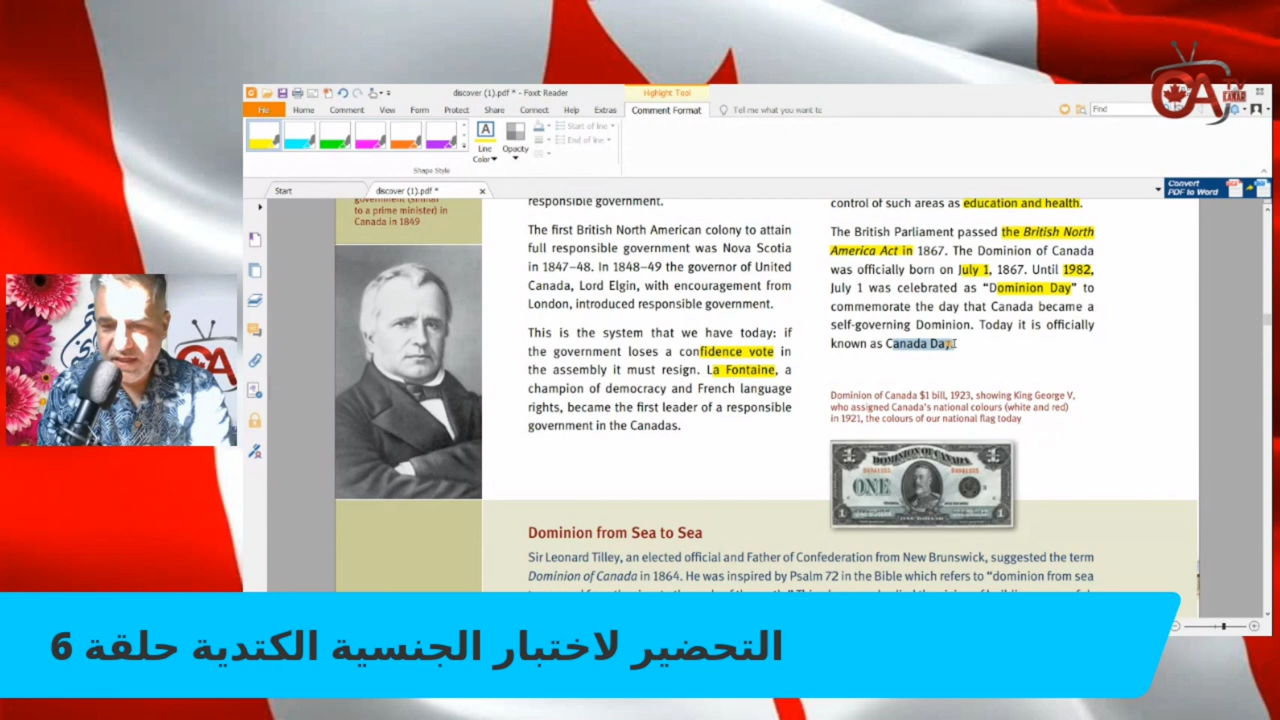 discover (1).pdf * - Foxit Reader
Highlight Tool
File Home Comment View Form Protect Share Connect Help Extras Comment Format Tell me what you want to Find
Start of line
End of line
Line Color
Opacity
Shape Style
Start
discover (1).pdf *
Convert PDF to Word
government (similar
to a prime minister) in
Canada in 1849
responsible government.
The first British North American colony to attain
full responsible government was Nova Scotia
in 1847–48. In 1848–49 the governor of United
Canada, Lord Elgin, with encouragement from
London, introduced responsible government.
This is the system that we have today: if
the government loses a confidence vote in
the assembly it must resign. La Fontaine, a
champion of democracy and French language
rights, became the first leader of a responsible
government in the Canadas.
control of such areas as education and health.
The British Parliament passed the British North
America Act in 1867. The Dominion of Canada
was officially born on July 1, 1867. Until 1982,
July 1 was celebrated as “Dominion Day” to
commemorate the day that Canada became a
self-governing Dominion. Today it is officially
known as Canada Day.
Dominion of Canada $1 bill, 1923, showing King George V,
who assigned Canada’s national colours (white and red)
in 1921, the colours of our national flag today
DOMINION OF CANADA
ONE
Dominion from Sea to Sea
Sir Leonard Tilley, an elected official and Father of Confederation from New Brunswick, suggested the term
Dominion of Canada in 1864. He was inspired by Psalm 72 in the Bible which refers to “dominion from sea
التحضير لاختبار الجنسية الكتدية حلقة 6